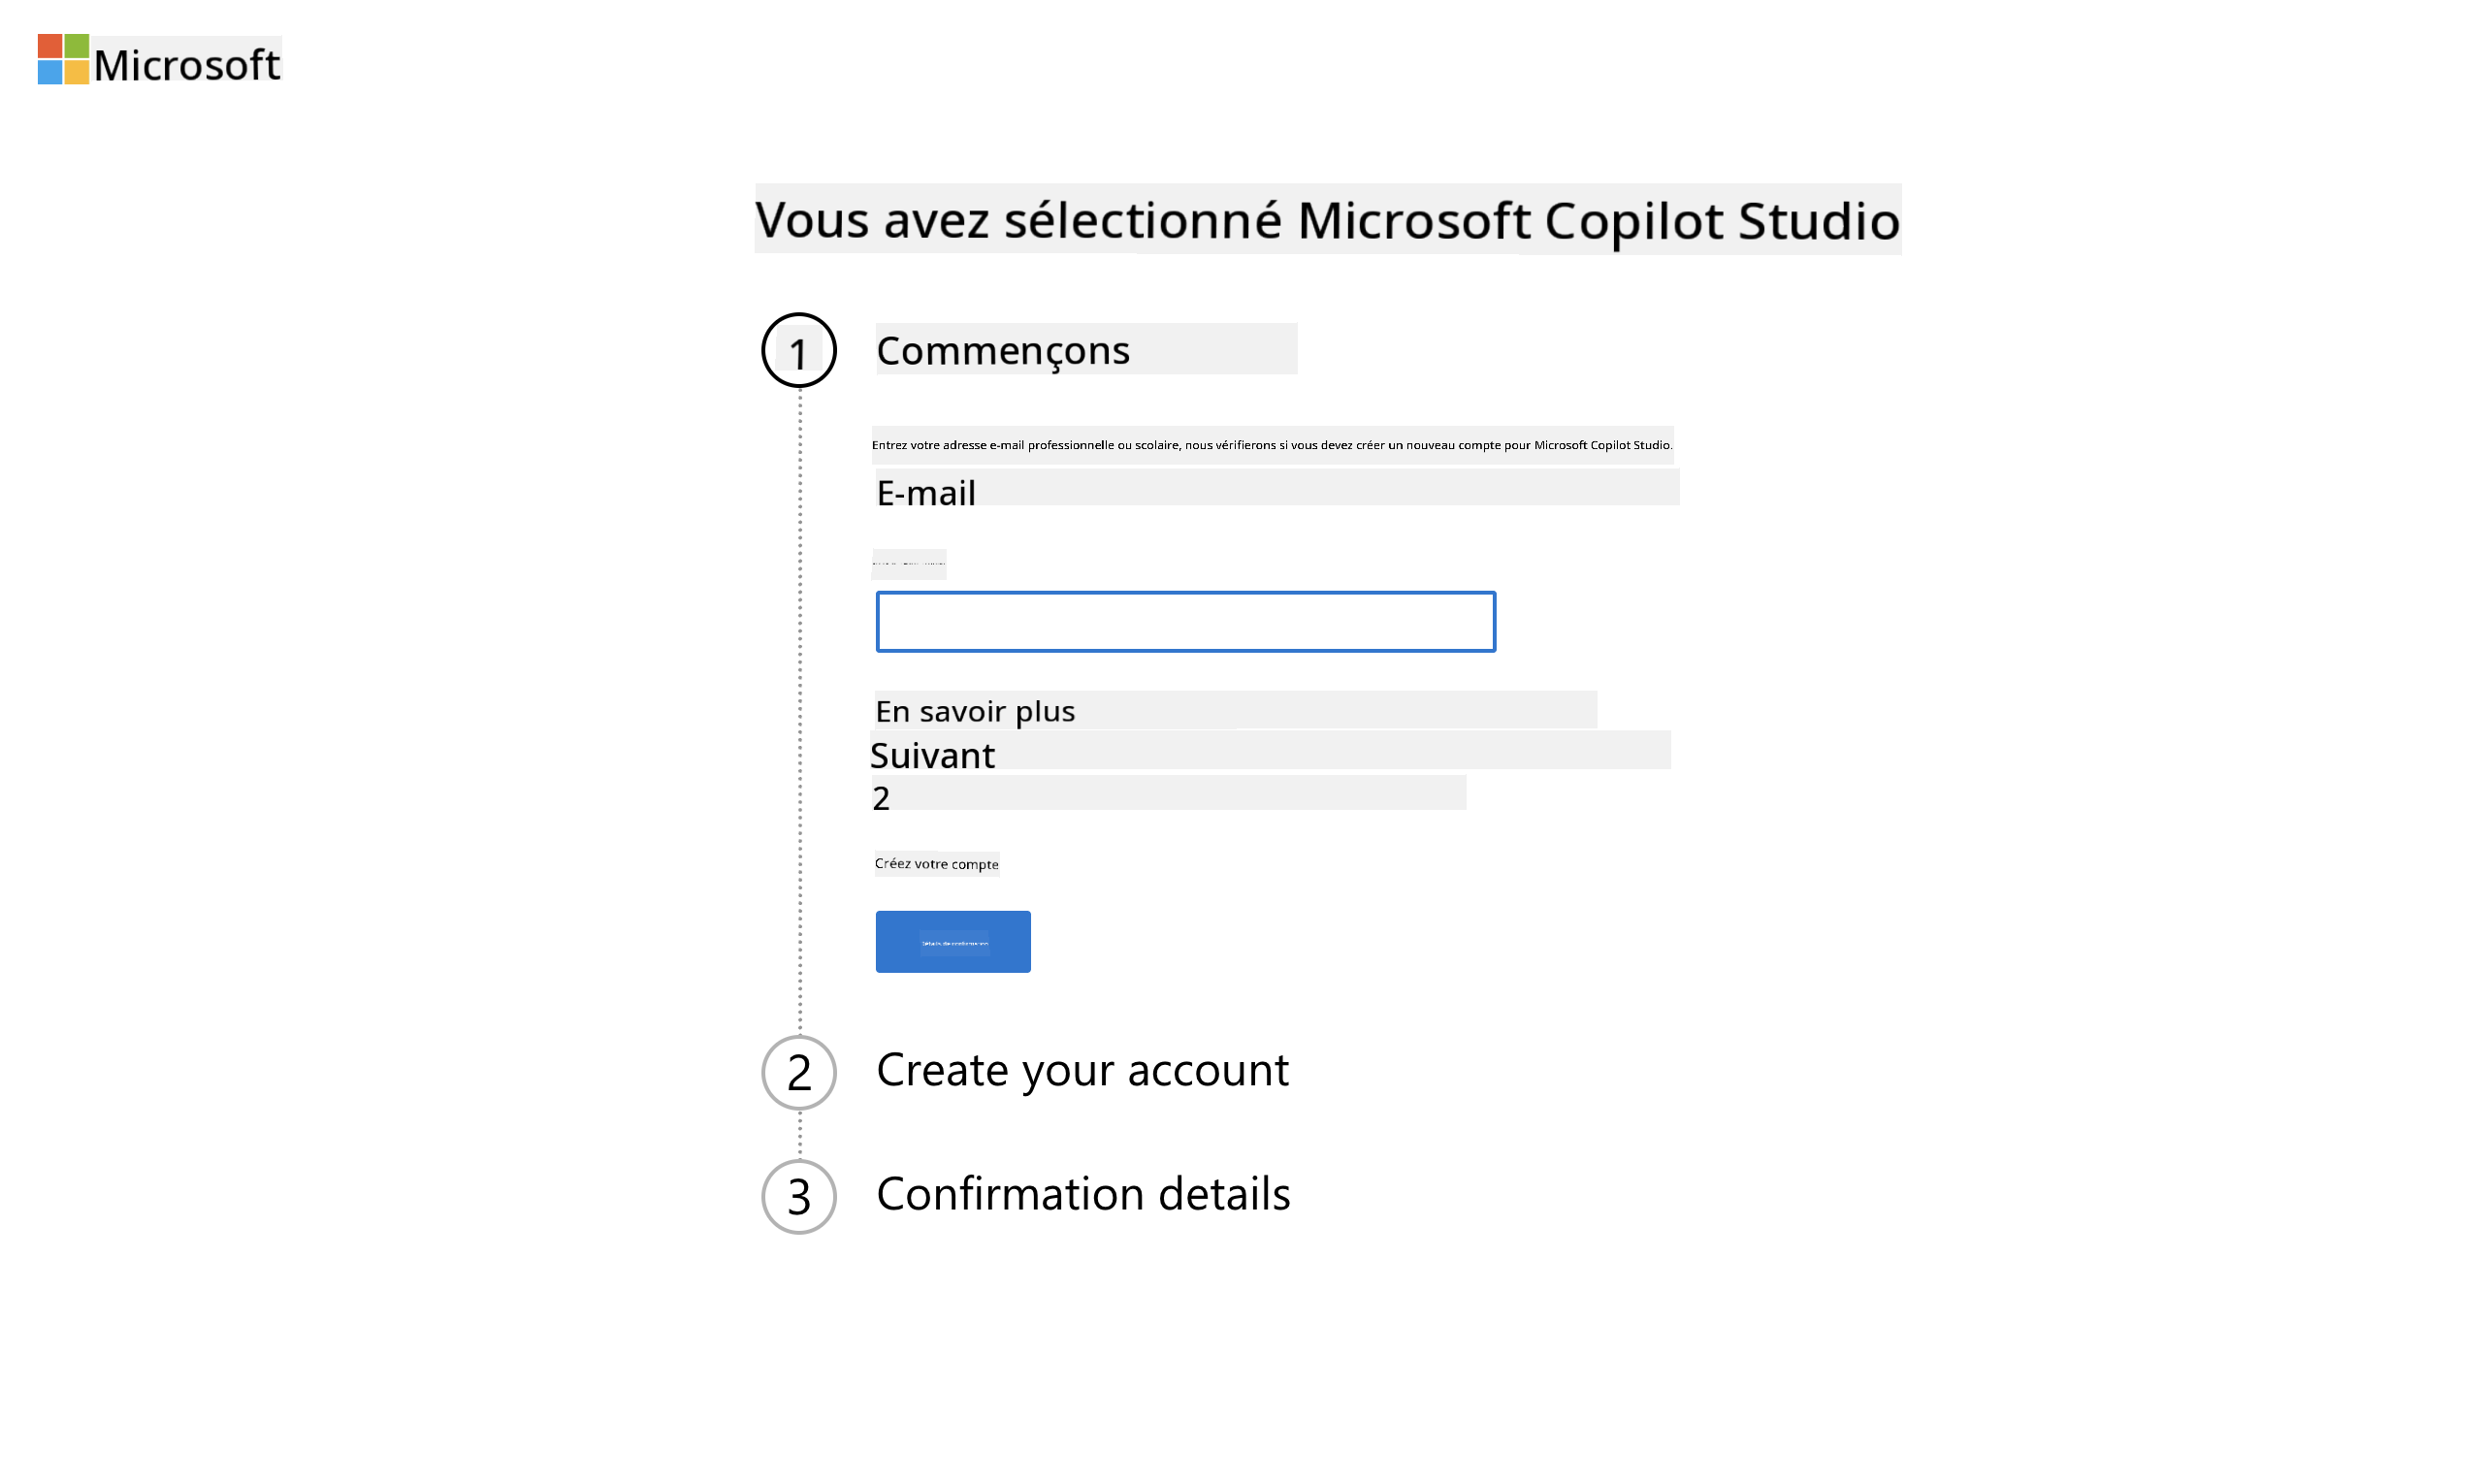 Microsoft
Vous avez sélectionné Microsoft Copilot Studio
1
Commençons
Entrez votre adresse e-mail professionnelle ou scolaire, nous vérifierons si vous devez créer un nouveau compte pour Microsoft Copilot Studio.
E-mail
En savoir plus
Suivant
2
Créez votre compte
2
Create your account
3
Confirmation details